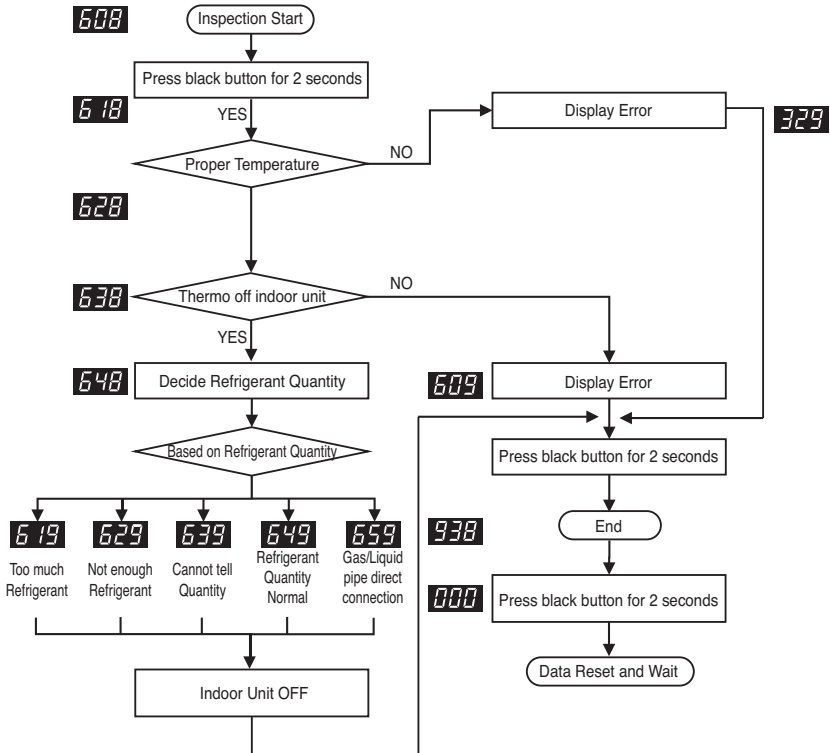 608
Inspection Start
Press black button for 2 seconds
618
YES
Display Error
329
NO
Proper Temperature
628
NO
638
Thermo off indoor unit
YES
648
Decide Refrigerant Quantity
609
Display Error
Based on Refrigerant Quantity
Press black button for 2 seconds
619
629
639
649
659
Too much
Refrigerant
Not enough
Refrigerant
Cannot tell
Quantity
Refrigerant
Quantity
Normal
Gas/Liquid
pipe direct
connection
938
End
000
Press black button for 2 seconds
Data Reset and Wait
Indoor Unit OFF